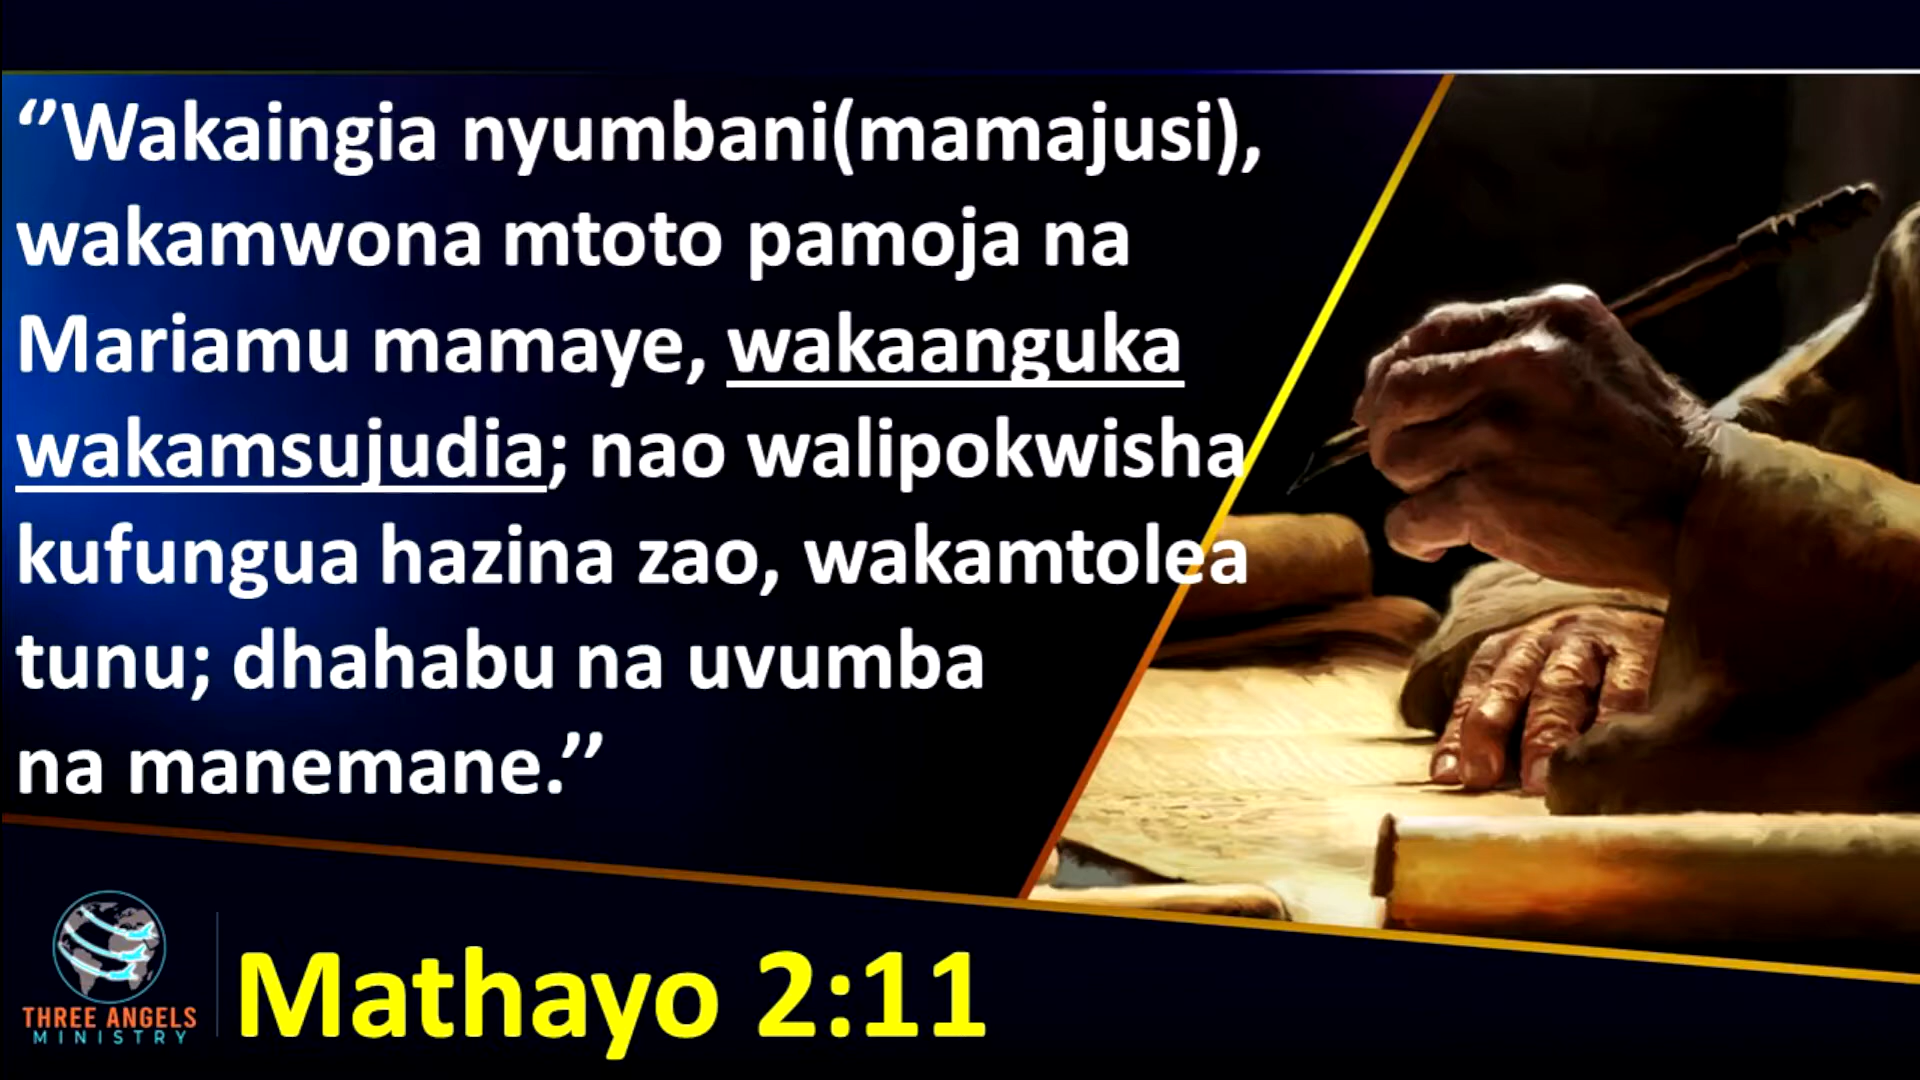 ‘’Wakaingia nyumbani(mamajusi),
wakamwona mtoto pamoja na
Mariamu mamaye, wakaanguka
wakamsujudia; nao walipokwisha
kufungua hazina zao, wakamtolea
tunu; dhahabu na uvumba
na manemane.’’
THREE ANGELS
MINISTRY
Mathayo 2:11